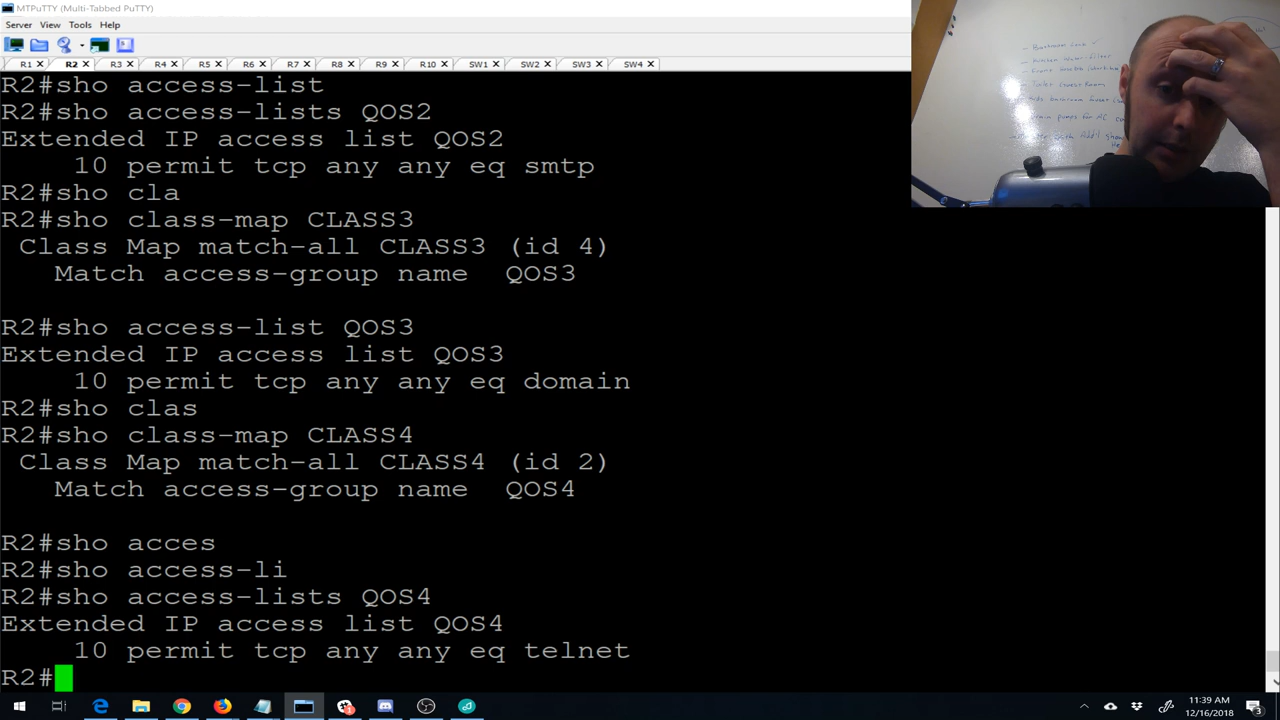 MTPuTTY (Multi-Tabbed PuTTY)
Server View Tools Help
R1 R2 R3 R4 R5 R6 R7 R8 R9 R10 SW1 SW2 SW3 SW4
R2#sho access-list
R2#sho access-lists QOS2
Extended IP access list QOS2
10 permit tcp any any eq smtp
R2#sho cla
R2#sho class-map CLASS3
Class Map match-all CLASS3 (id 4)
Match access-group name QOS3
R2#sho access-list QOS3
Extended IP access list QOS3
10 permit tcp any any eq domain
R2#sho clas
R2#sho class-map CLASS4
Class Map match-all CLASS4 (id 2)
Match access-group name QOS4
R2#sho acces
R2#sho access-li
R2#sho access-lists QOS4
Extended IP access list QOS4
10 permit tcp any any eq telnet
R2#
11:39 AM
12/16/2018
3